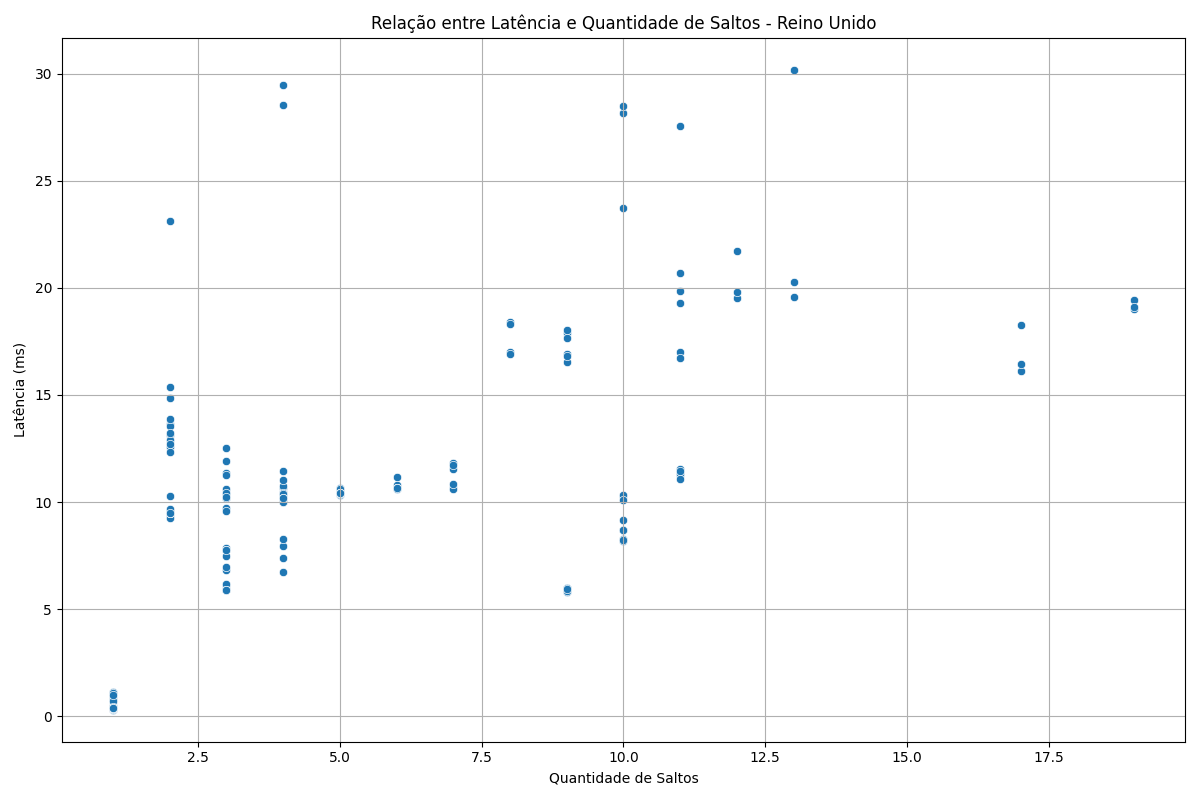 Relação entre Latência e Quantidade de Saltos - Reino Unido
Latência (ms)
30
25
20
15
10
5
0
2.5 5.0 7.5 10.0 12.5 15.0 17.5
Quantidade de Saltos